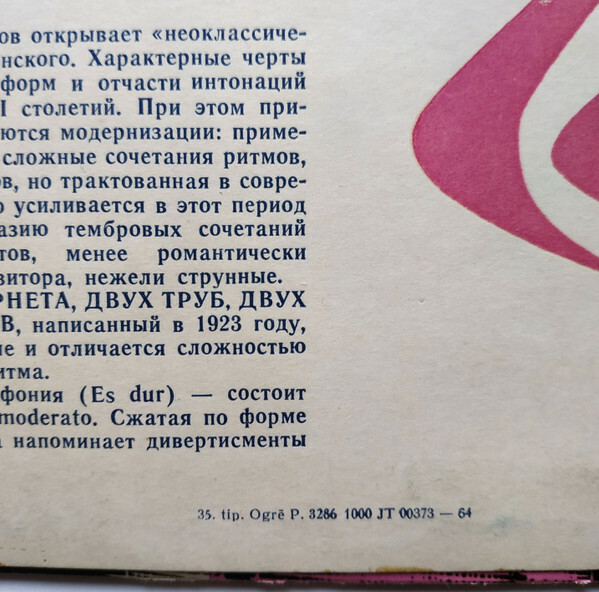 ов открывает «неоклассиче-
нского. Характерные черты
форм и отчасти интонаций
I столетий. При этом при-
ются модернизации: приме-
сложные сочетания ритмов,
в, но трактованная в совре-
о усиливается в этот период
азию тембровых сочетаний
тов, менее романтически
зитора, нежели струнные.
РНЕТА, ДВУХ ТРУБ, ДВУХ
В, написанный в 1923 году,
е и отличается сложностью
итма.
фония (Es dur) — состоит
moderato. Сжатая по форме
а напоминает дивертисменты
35. tip. Ogrē P. 3286 1000 JT 00373 — 64